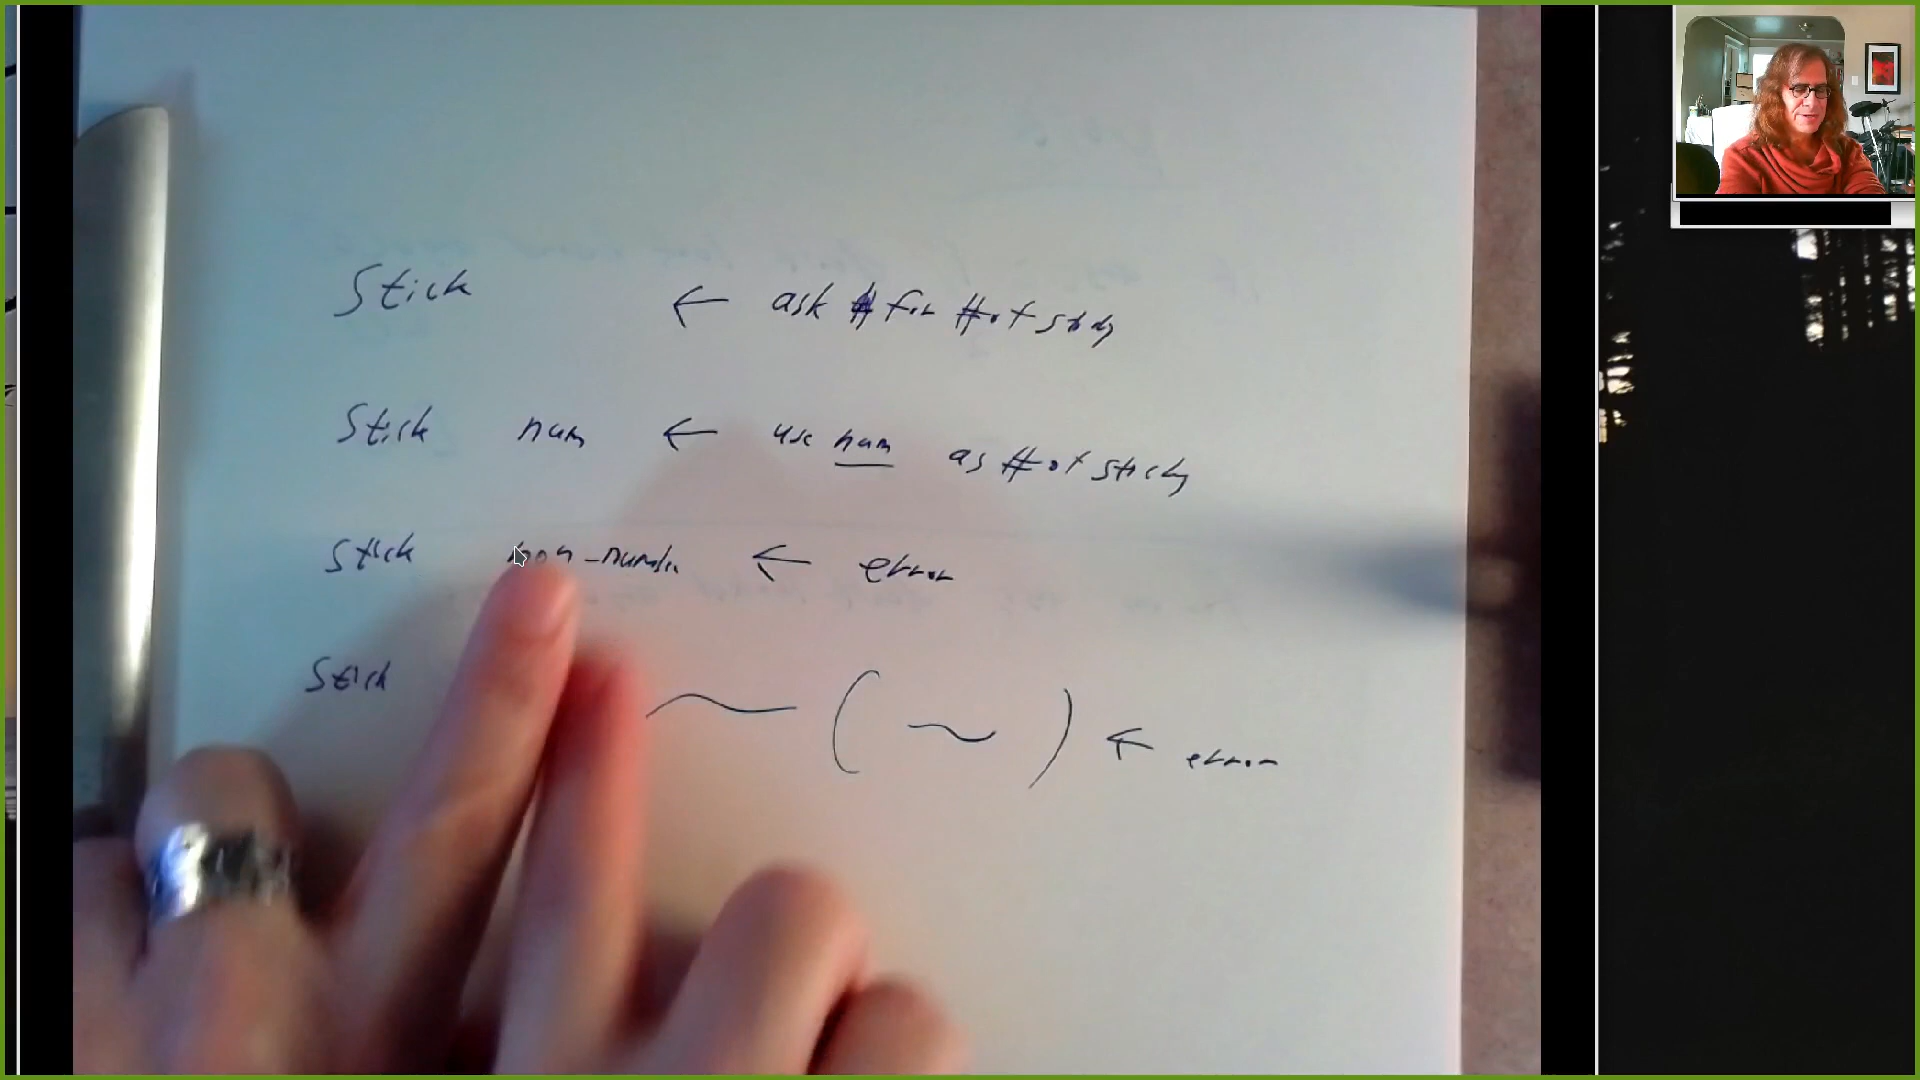 Stick ← ask for # of sticks
Stick num ← use num as # of sticks
Stick non-number ← error
Stick ( ) ← error